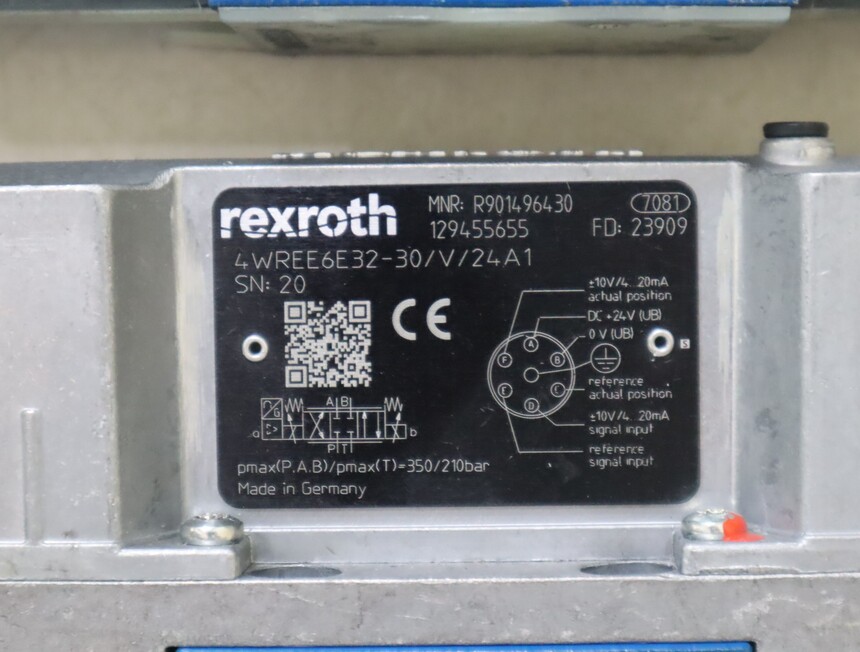 rexroth
MNR: R901496430
7081
129455655
FD: 23909
4WREE6E32-30/V/24A1
SN: 20
CE
±10V/4...20mA
actual position
DC +24V (UB)
0 V (UB)
A
F
B
E
C
D
S
reference
actual position
±10V/4...20mA
signal input
reference
signal input
A B
a
b
P T
pmax(P.A.B)/pmax(T)=350/210bar
Made in Germany